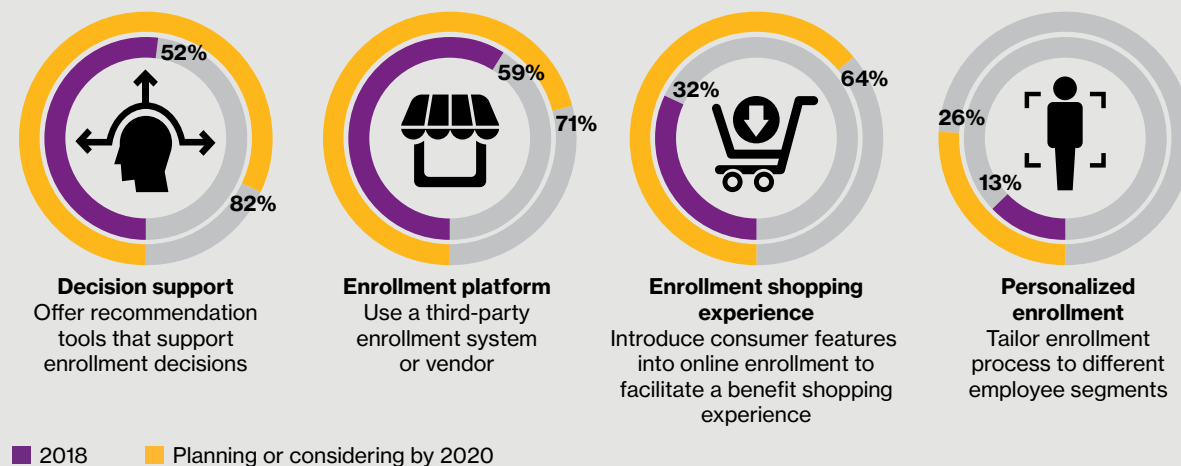 52%
82%
Decision support
Offer recommendation
tools that support
enrollment decisions
59%
71%
Enrollment platform
Use a third-party
enrollment system
or vendor
32%
64%
Enrollment shopping
experience
Introduce consumer features
into online enrollment to
facilitate a benefit shopping
experience
26%
13%
Personalized
enrollment
Tailor enrollment
process to different
employee segments
2018
Planning or considering by 2020